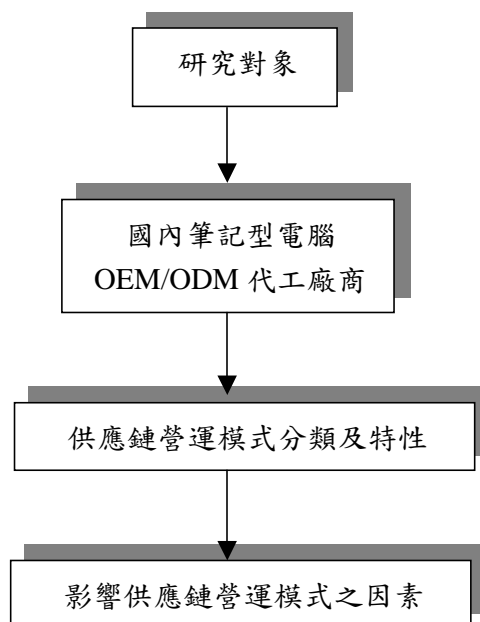 研究對象
國內筆記型電腦
OEM/ODM 代工廠商
供應鏈營運模式分類及特性
影響供應鏈營運模式之因素